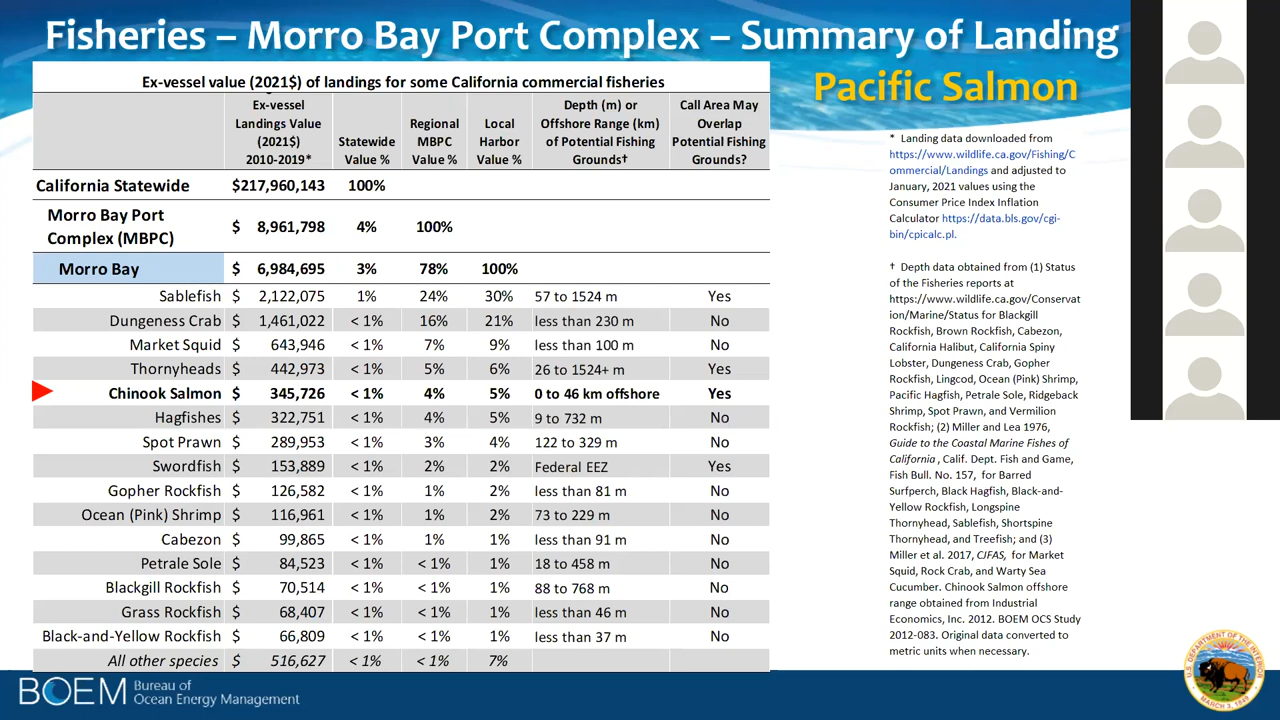 Fisheries – Morro Bay Port Complex – Summary of Landing
Pacific Salmon
Ex-vessel value (2021$) of landings for some California commercial fisheries
Ex-vessel Landings Value (2021$) 2010-2019* Statewide Value % Regional MBPC Value % Local Harbor Value % Depth (m) or Offshore Range (km) of Potential Fishing Grounds† Call Area May Overlap Potential Fishing Grounds?
California Statewide $217,960,143 100%
Morro Bay Port Complex (MBPC) $ 8,961,798 4% 100%
Morro Bay $ 6,984,695 3% 78% 100%
Sablefish $ 2,122,075 1% 24% 30% 57 to 1524 m Yes
Dungeness Crab $ 1,461,022 < 1% 16% 21% less than 230 m No
Market Squid $ 643,946 < 1% 7% 9% less than 100 m No
Thornyheads $ 442,973 < 1% 5% 6% 26 to 1524+ m Yes
Chinook Salmon $ 345,726 < 1% 4% 5% 0 to 46 km offshore Yes
Hagfishes $ 322,751 < 1% 4% 5% 9 to 732 m No
Spot Prawn $ 289,953 < 1% 3% 4% 122 to 329 m No
Swordfish $ 153,889 < 1% 2% 2% Federal EEZ Yes
Gopher Rockfish $ 126,582 < 1% 1% 2% less than 81 m No
Ocean (Pink) Shrimp $ 116,961 < 1% 1% 2% 73 to 229 m No
Cabezon $ 99,865 < 1% 1% 1% less than 91 m No
Petrale Sole $ 84,523 < 1% < 1% 1% 18 to 458 m No
Blackgill Rockfish $ 70,514 < 1% < 1% 1% 88 to 768 m No
Grass Rockfish $ 68,407 < 1% < 1% 1% less than 46 m No
Black-and-Yellow Rockfish $ 66,809 < 1% < 1% 1% less than 37 m No
All other species $ 516,627 < 1% < 1% 7%
* Landing data downloaded from
https://www.wildlife.ca.gov/Fishing/C
ommercial/Landings and adjusted to
January, 2021 values using the
Consumer Price Index Inflation
Calculator https://data.bls.gov/cgi-
bin/cpicalc.pl.
† Depth data obtained from (1) Status
of the Fisheries reports at
https://www.wildlife.ca.gov/Conservat
ion/Marine/Status for Blackgill
Rockfish, Brown Rockfish, Cabezon,
California Halibut, California Spiny
Lobster, Dungeness Crab, Gopher
Rockfish, Lingcod, Ocean (Pink) Shrimp,
Pacific Hagfish, Petrale Sole, Ridgeback
Shrimp, Spot Prawn, and Vermilion
Rockfish; (2) Miller and Lea 1976,
Guide to the Coastal Marine Fishes of
California , Calif. Dept. Fish and Game,
Fish Bull. No. 157, for Barred
Surfperch, Black Hagfish, Black-and-
Yellow Rockfish, Longspine
Thornyhead, Sablefish, Shortspine
Thornyhead, and Treefish; and (3)
Miller et al. 2017, CJFAS, for Market
Squid, Rock Crab, and Warty Sea
Cucumber. Chinook Salmon offshore
range obtained from Industrial
Economics, Inc. 2012. BOEM OCS Study
2012-083. Original data converted to
metric units when necessary.
BOEM Bureau of
Ocean Energy Management
U.S. DEPARTMENT OF THE INTERIOR
MARCH 3, 1849